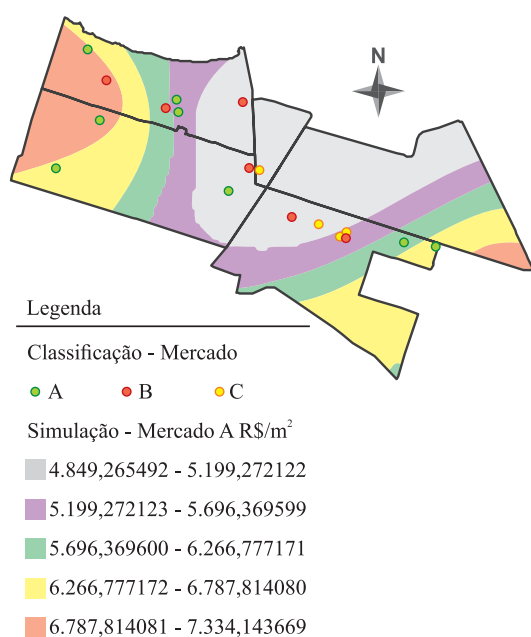 N
Legenda
Classificação - Mercado
A B C
Simulação - Mercado A R$/m²
4.849,265492 - 5.199,272122
5.199,272123 - 5.696,369599
5.696,369600 - 6.266,777171
6.266,777172 - 6.787,814080
6.787,814081 - 7.334,143669